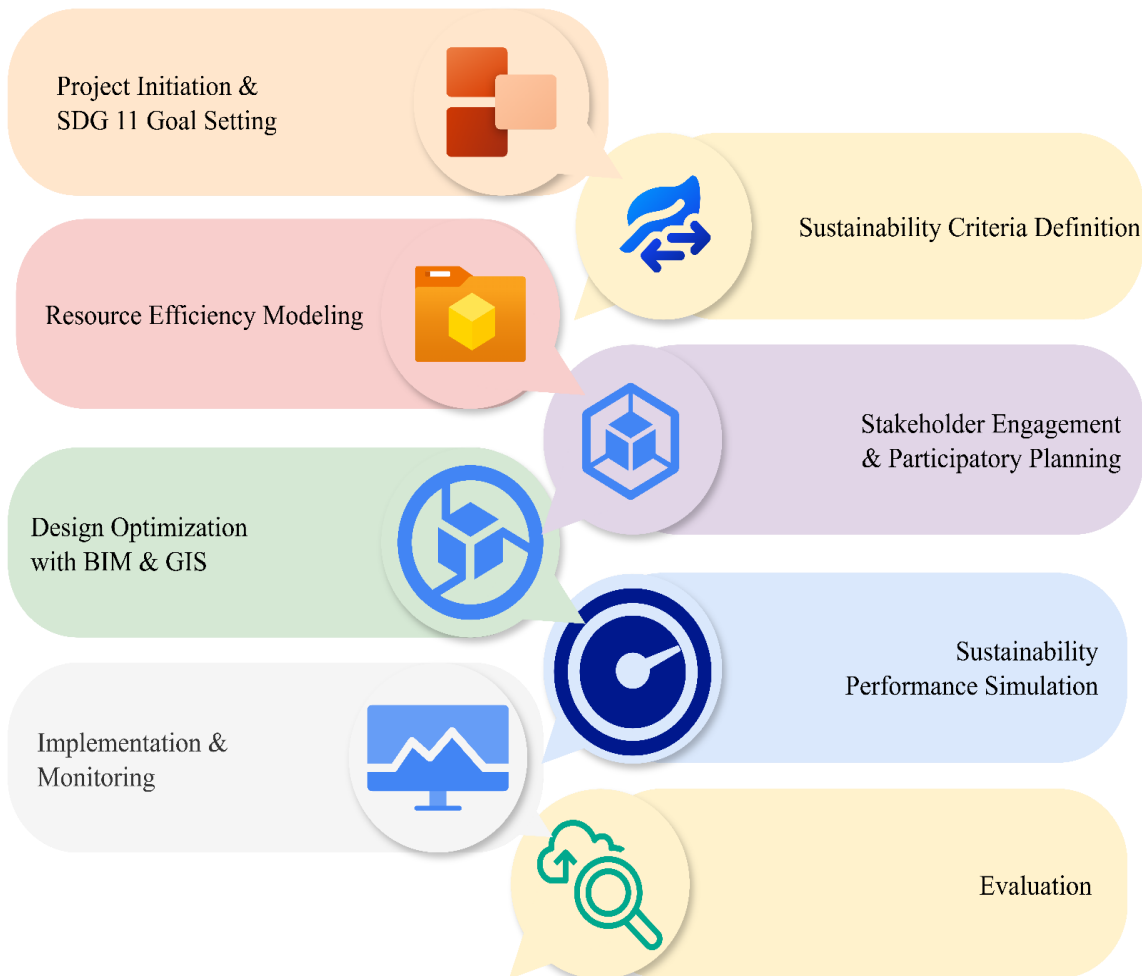 Project Initiation &
SDG 11 Goal Setting
Sustainability Criteria Definition
Resource Efficiency Modeling
Stakeholder Engagement
& Participatory Planning
Design Optimization
with BIM & GIS
Sustainability
Performance Simulation
Implementation &
Monitoring
Evaluation